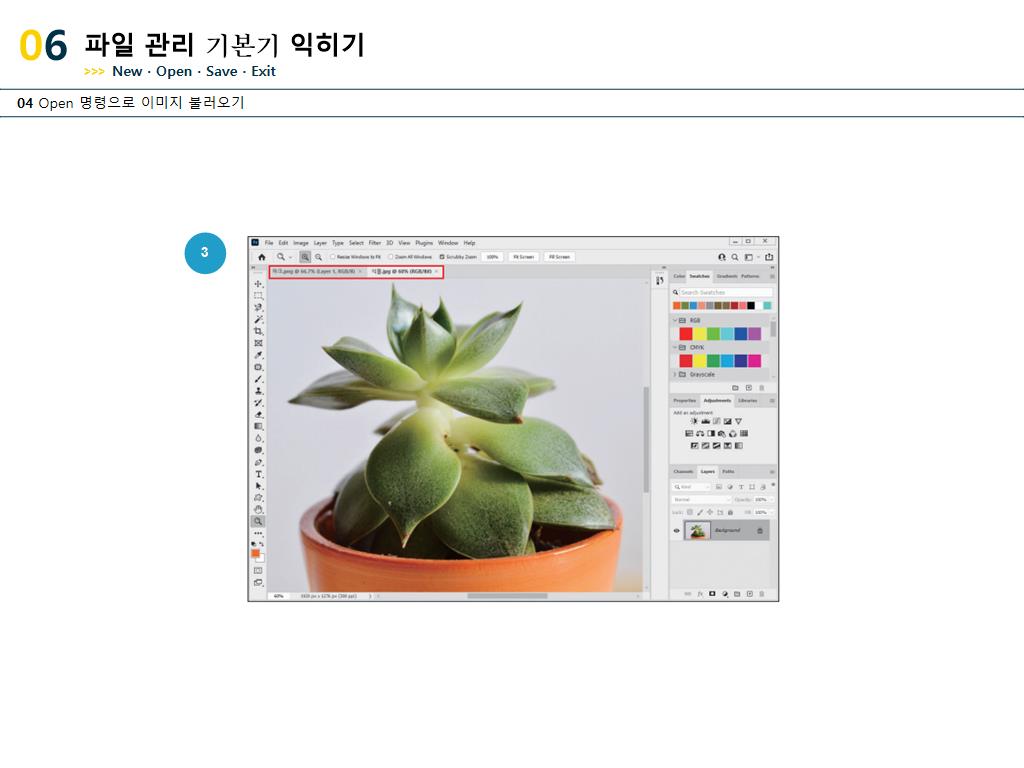 06 파일 관리 기본기 익히기
>>> New · Open · Save · Exit
04 Open 명령으로 이미지 불러오기
3
File Edit Image Layer Type Select Filter 3D View Plugins Window Help
Resize Windows to Fit Zoom All Windows Scrubby Zoom 100% Fit Screen Fill Screen
.png @ 66.7% (Layer 1, RGB/8) × .jpg @ 60% (RGB/8#) ×
Color Swatches Gradients Patterns
Search Swatches
RGB
CMYK
Grayscale
Properties Adjustments Libraries
Add an adjustment
Channels Layers Paths
Kind
Normal Opacity: 100%
Lock: Fill: 100%
Background
60% 1920 px x 1276 px (300 ppi)